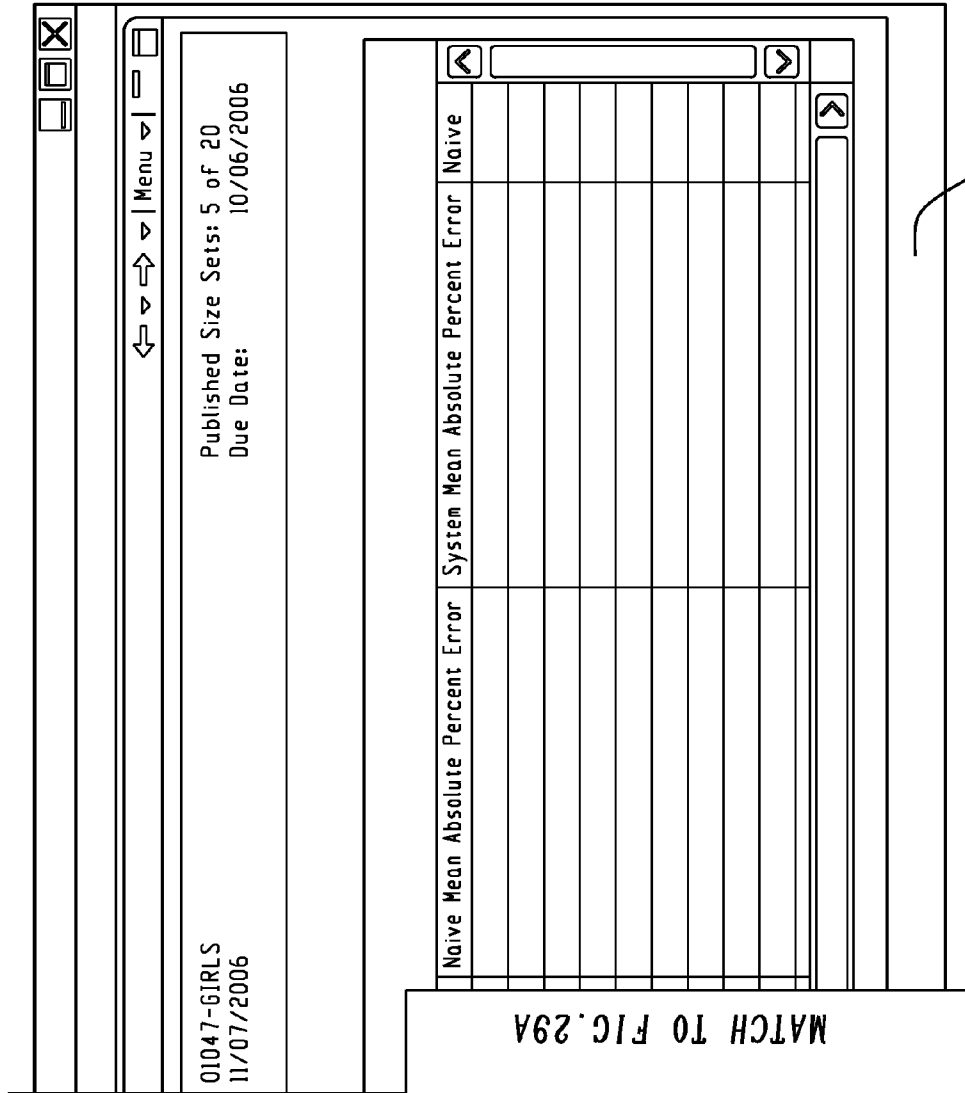 Menu
01047-GIRLS
11/07/2006
Published Size Sets: 5 of 20
Due Date: 10/06/2006
Naive Mean Absolute Percent Error
System Mean Absolute Percent Error
Naive
MATCH TO FIG.29A